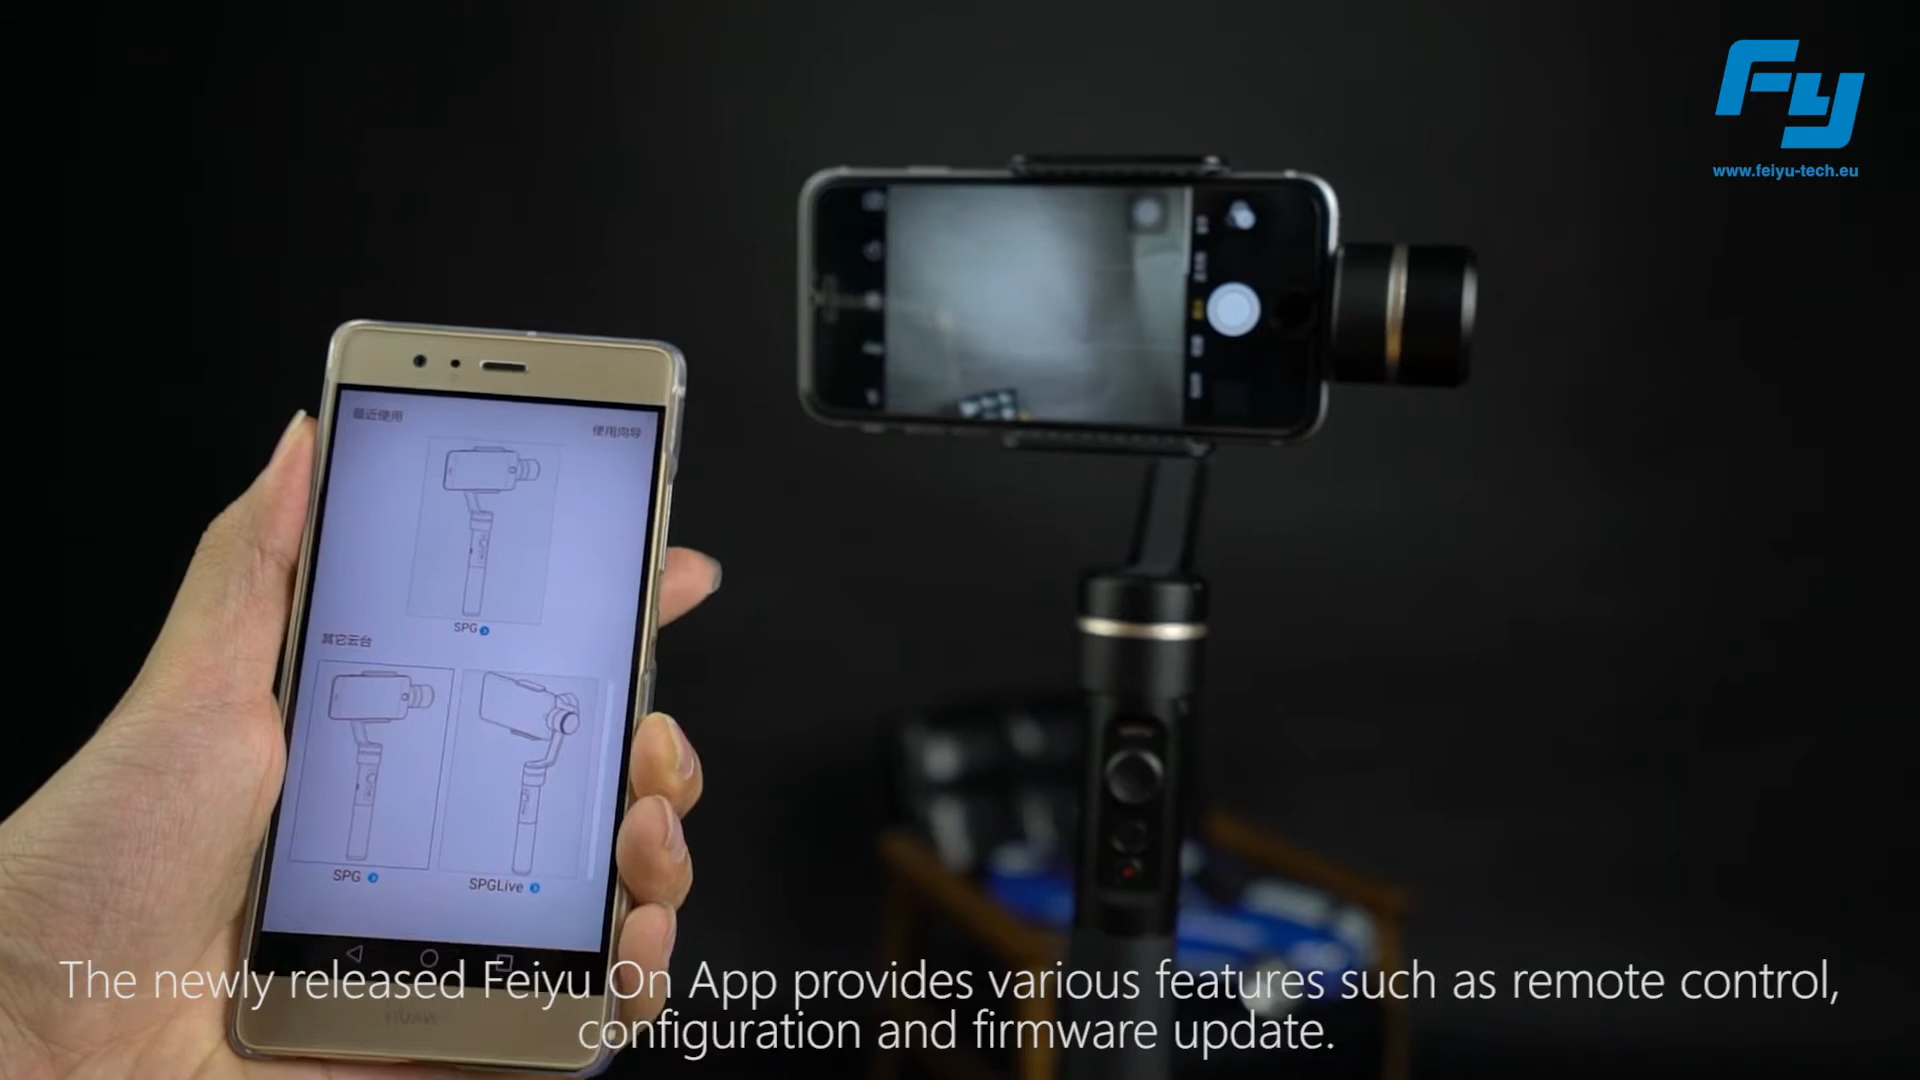 Fy
www.feiyu-tech.eu
最近使用
使用向导
SPG
其它云台
SPG
SPGLive
The newly released Feiyu On App provides various features such as remote control,
configuration and firmware update.